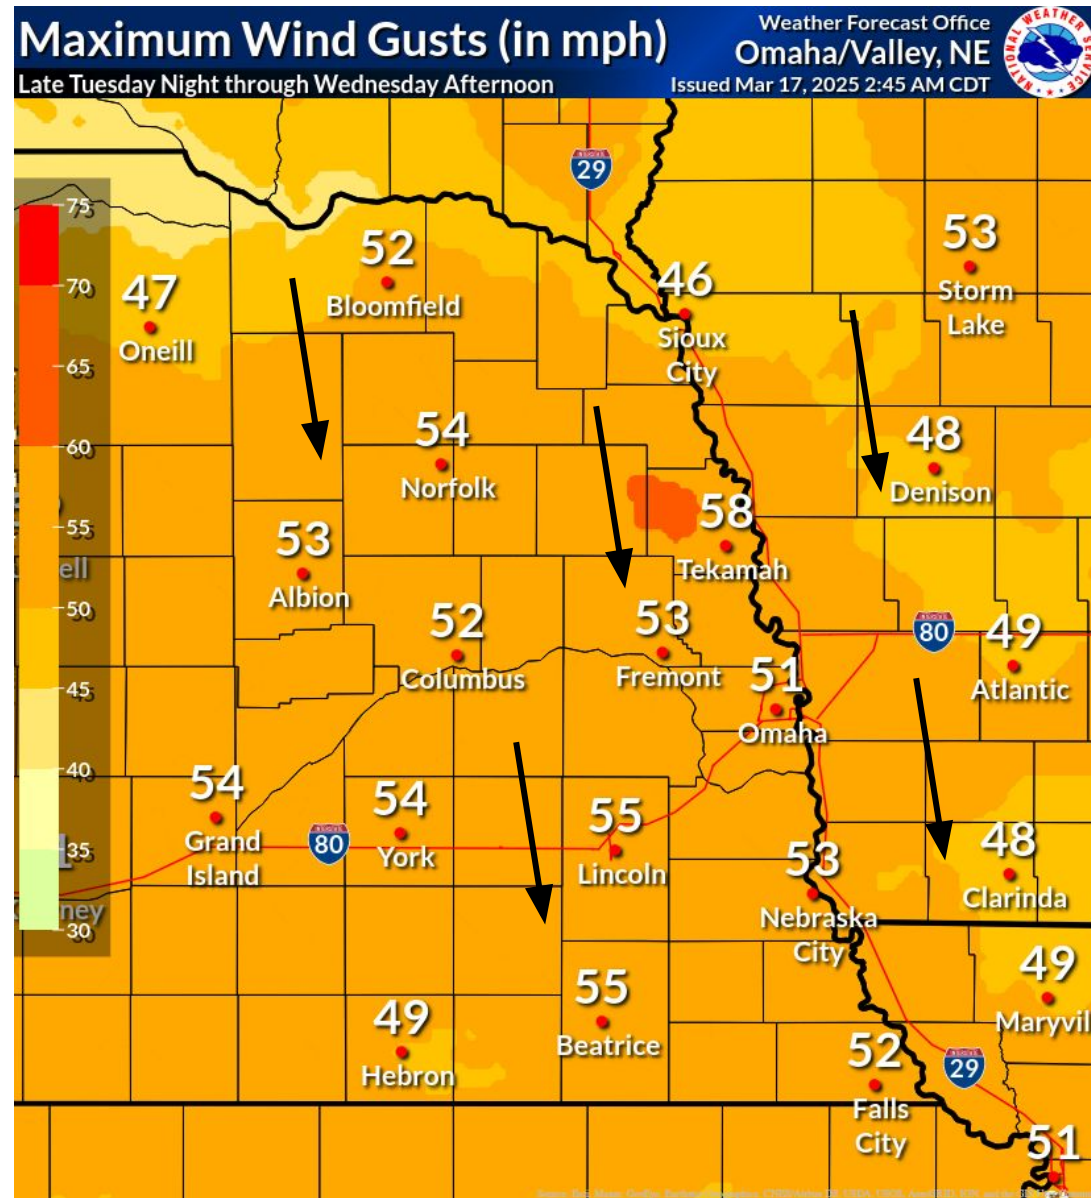 Maximum Wind Gusts (in mph)
Late Tuesday Night through Wednesday Afternoon
Weather Forecast Office
Omaha/Valley, NE
Issued Mar 17, 2025 2:45 AM CDT
NATIONAL WEATHER SERVICE
INTERSTATE
29
75
70
65
60
55
50
45
40
35
30
47
Oneill
52
Bloomfield
46
Sioux
City
53
Storm
Lake
54
Norfolk
48
Denison
58
Tekamah
53
Albion
52
Columbus
53
Fremont
51
Omaha
80
49
Atlantic
54
Grand
Island
80
54
York
55
Lincoln
53
Nebraska
City
48
Clarinda
49
Maryvil
49
Hebron
55
Beatrice
52
Falls
City
29
51
ell
ney